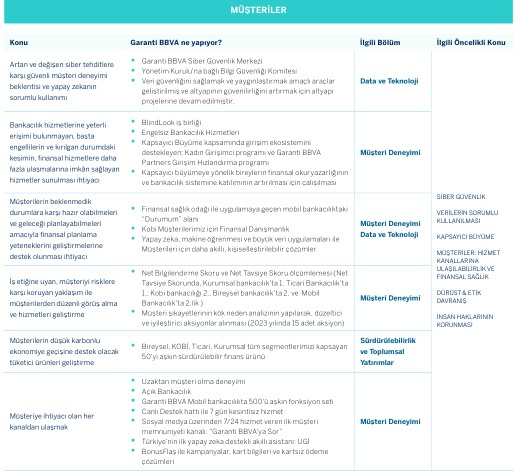 MÜŞTERİLER
Konu
Garanti BBVA ne yapıyor?
İlgili Bölüm
İlgili Öncelikli Konu
Artan ve değişen siber tehditlere
karşı güvenli müşteri deneyimi
beklentisi ve yapay zekanın
sorumlu kullanımı
Garanti BBVA Siber Güvenlik Merkezi
Yönetim Kurulu'na bağlı Bilgi Güvenliği Komitesi
Veri güvenliğini sağlamak ve yaygınlaştırmak amaçlı araçlar
geliştirilmiş ve altyapının güvenilirliğini artırmak için altyapı
projelerine devam edilmiştir.
Data ve Teknoloji
Bankacılık hizmetlerine yeterli
erişimi bulunmayan, başta
engellilerin ve kırılgan durumdaki
kesimin, finansal hizmetlere daha
fazla ulaşmalarına imkân sağlayan
hizmetler sunulması ihtiyacı
BlindLook iş birliği
Engelsiz Bankacılık Hizmetleri
Kapsayıcı Büyüme kapsamında girişim ekosistemini
destekleyen; Kadın Girişimci programı ve Garanti BBVA
Partners Girişim Hızlandırma programı
Kapsayıcı büyümeye yönelik bireylerin finansal okuryazarlığının
ve bankacılık sistemine katılımının artırılması için çalışılması
Müşteri Deneyimi
Müşterilerin beklenmedik
durumlara karşı hazır olabilmeleri
ve geleceği planlayabilmeleri
amacıyla finansal planlama
yeteneklerini geliştirmelerine
destek olunması ihtiyacı
Finansal sağlık odağı ile uygulamaya geçen mobil bankacılıktaki
"Durumum" alanı
Kobi Müşterilerimiz için Finansal Danışmanlık
Yapay zeka, makine öğrenmesi ve büyük veri uygulamaları ile
Müşterileri için daha akıllı, kişiselleştirilebilir çözümler
Müşteri Deneyimi
Data ve Teknoloji
İş etiğine uyan, müşteriyi risklere
karşı koruyan yaklaşım ile
müşterilerden düzenli görüş alma
ve hizmetleri geliştirme
Net Bilgilendirme Skoru ve Net Tavsiye Skoru ölçümlemesi (Net
Tavsiye Skorunda, Kurumsal bankacılık'ta 1, Ticari Bankacılık'ta
1.; Kobi bankacılığı 2., Bireysel bankacılık'ta 2. ve Mobil
Bankacılık'ta 2.lik )
Müşteri şikayetlerinin kök neden analizinin yapılarak, düzeltici
ve iyileştirici aksiyonlar alınması (2023 yılında 15 adet aksiyon)
Müşteri Deneyimi
Müşterilerin düşük karbonlu
ekonomiye geçişine destek olacak
tüketici ürünleri geliştirme
Bireysel, KOBİ, Ticari, Kurumsal tüm segmentlerimizi kapsayan
50'yi aşkın sürdürülebilir finans ürünü
Sürdürülebilirlik
ve Toplumsal
Yatırımlar
Müşteriye ihtiyacı olan her
kanaldan ulaşmak
Uzaktan müşteri olma deneyimi
Açık Bankacılık
Garanti BBVA Mobil bankacılıkta 500'ü aşkın fonksiyon seti
Canlı Destek hattı ile 7 gün kesintisiz hizmet
Sosyal medya üzerinden 7/24 hizmet veren ilk müşteri
memnuniyeti kanalı: "Garanti BBVA'ya Sor"
Türkiye'nin ilk yapay zeka destekli akıllı asistanı: UGİ
BonusFlaş ile kampanyalar, kart bilgileri ve kartsız ödeme
çözümleri
Müşteri Deneyimi
SİBER GÜVENLİK
VERİLERİN SORUMLU
KULLANILMASI
KAPSAYICI BÜYÜME
MÜŞTERİLER: HİZMET
KANALLARINA
ULAŞILABİLİRLİK VE
FİNANSAL SAĞLIK
DÜRÜST & ETİK
DAVRANIŞ
İNSAN HAKLARININ
KORUNMASI